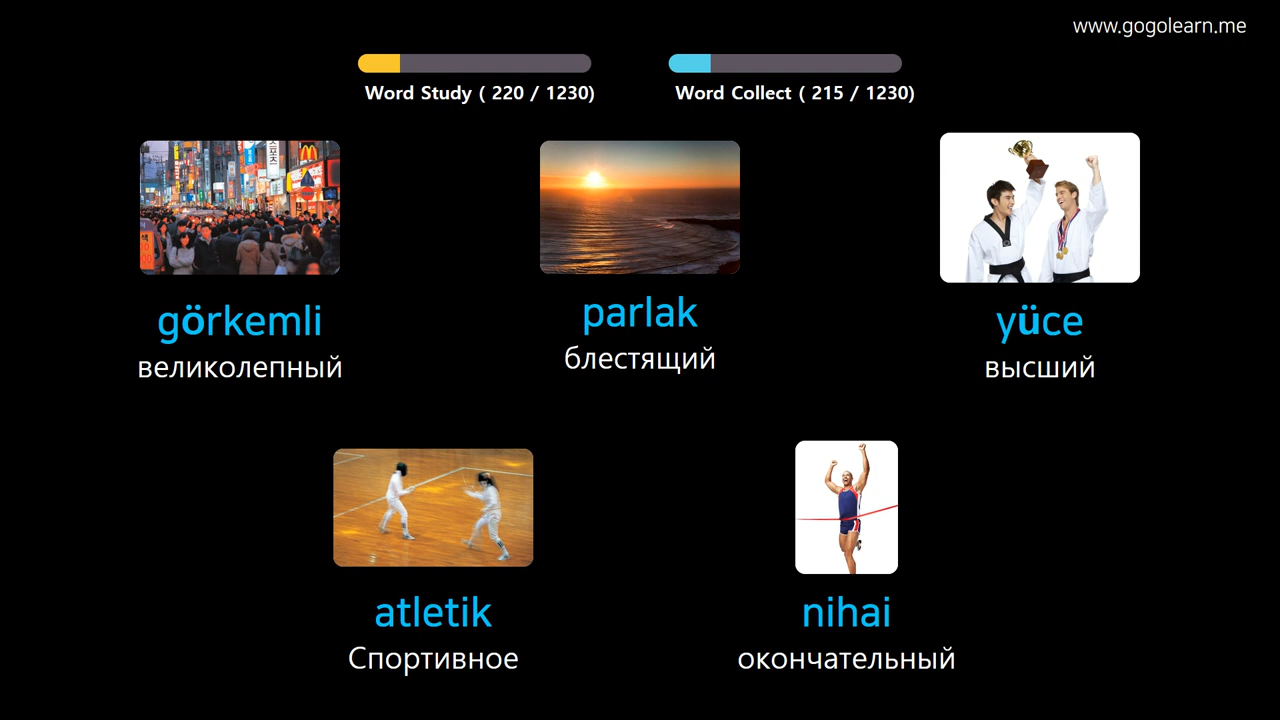 www.gogolearn.me
Word Study ( 220 / 1230)
Word Collect ( 215 / 1230)
görkemli
великолепный
parlak
блестящий
yüce
высший
atletik
Спортивное
nihai
окончательный